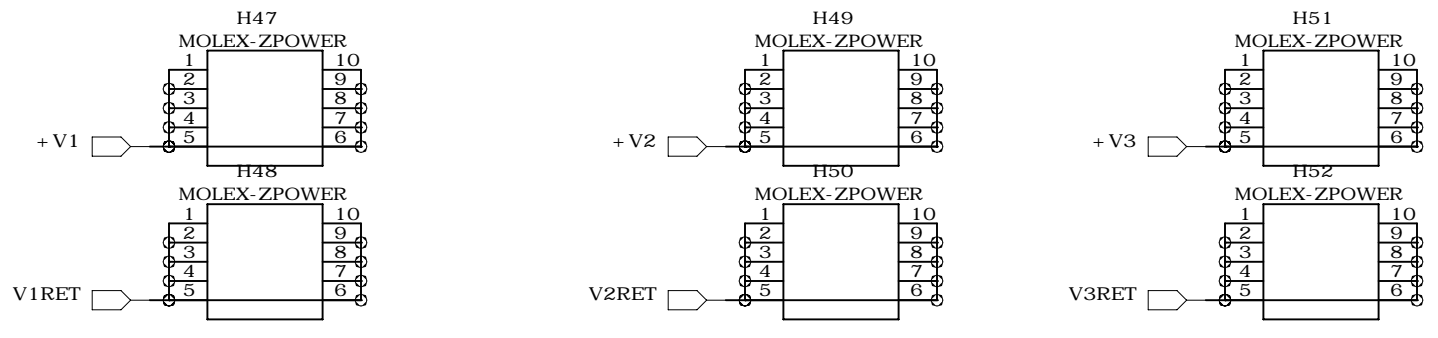 H47 H49 H51
MOLEX-ZPOWER MOLEX-ZPOWER MOLEX-ZPOWER
1 10 1 10 1 10
2 9 2 9 2 9
3 8 3 8 3 8
4 7 4 7 4 7
+V1 5 6 +V2 5 6 +V3 5 6
H48 H50 H52
MOLEX-ZPOWER MOLEX-ZPOWER MOLEX-ZPOWER
1 10 1 10 1 10
2 9 2 9 2 9
3 8 3 8 3 8
4 7 4 7 4 7
V1RET 5 6 V2RET 5 6 V3RET 5 6